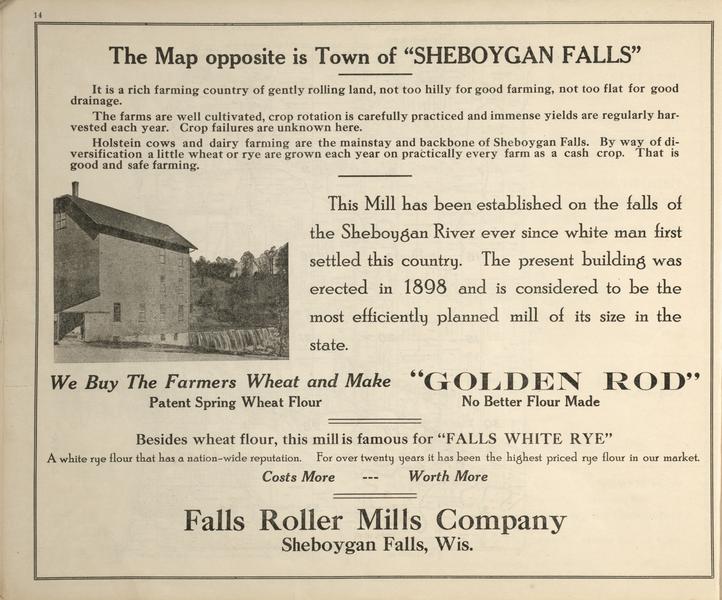 14
The Map opposite is Town of "SHEBOYGAN FALLS"
It is a rich farming country of gently rolling land, not too hilly for good farming, not too flat for good
drainage.
The farms are well cultivated, crop rotation is carefully practiced and immense yields are regularly har-
vested each year. Crop failures are unknown here.
Holstein cows and dairy farming are the mainstay and backbone of Sheboygan Falls. By way of di-
versification a little wheat or rye are grown each year on practically every farm as a cash crop. That is
good and safe farming.
This Mill has been established on the falls of
the Sheboygan River ever since white man first
settled this country. The present building was
erected in 1898 and is considered to be the
most efficiently planned mill of its size in the
state.
We Buy The Farmers Wheat and Make "GOLDEN ROD"
Patent Spring Wheat Flour No Better Flour Made
Besides wheat flour, this mill is famous for "FALLS WHITE RYE"
A white rye flour that has a nation-wide reputation. For over twenty years it has been the highest priced rye flour in our market.
Costs More --- Worth More
Falls Roller Mills Company
Sheboygan Falls, Wis.